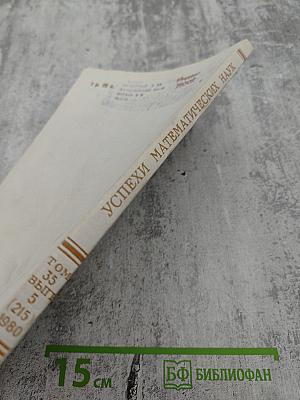 УСПЕХИ МАТЕМАТИЧЕСКИХ НАУК
ТОМ
35
ВЫП
5
(215
1980
15 СМ
БФ БИБЛИОФАН